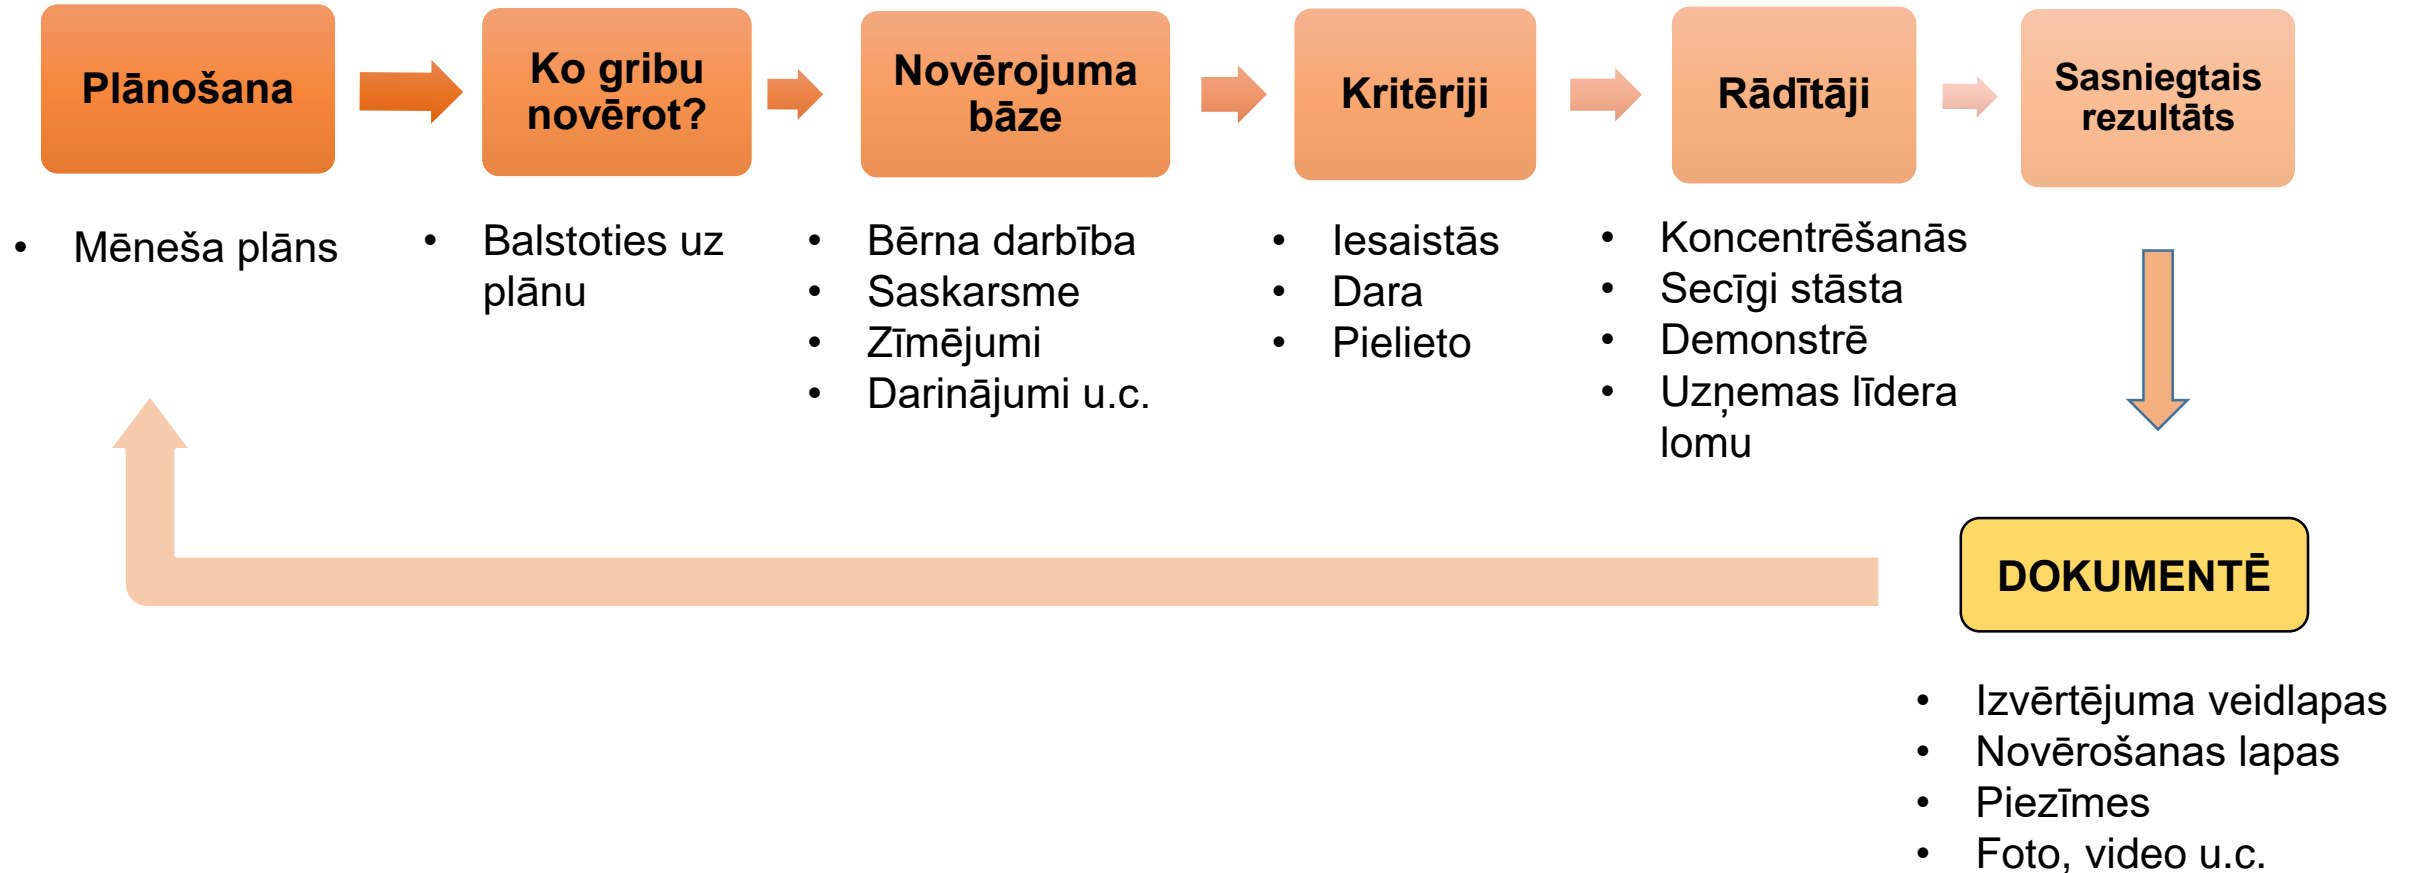 Plānošana
Ko gribu
novērot?
Novērojuma
bāze
Kritēriji
Rādītāji
Sasniegtais
rezultāts
• Mēneša plāns
• Balstoties uz
plānu
• Bērna darbība
• Saskarsme
• Zīmējumi
• Darinājumi u.c.
• Iesaistās
• Dara
• Pielieto
• Koncentrēšanās
• Secīgi stāsta
• Demonstrē
• Uzņemas līdera
lomu
DOKUMENTĒ
• Izvērtējuma veidlapas
• Novērošanas lapas
• Piezīmes
• Foto, video u.c.